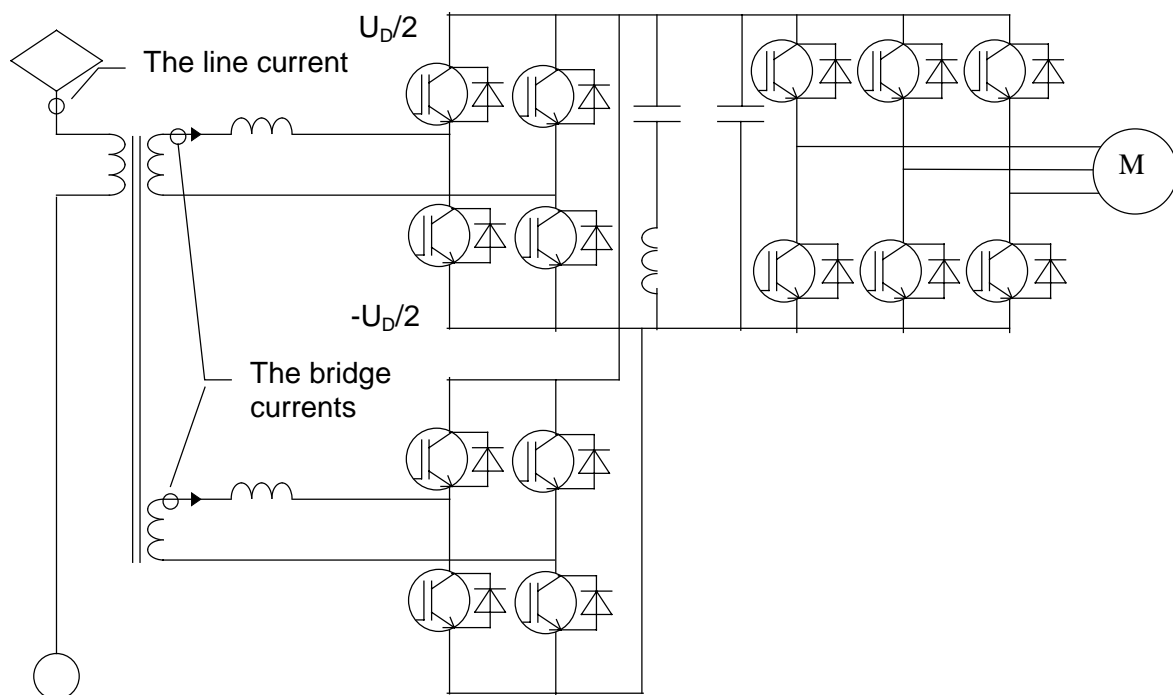 U_D/2
The line current
M
-U_D/2
The bridge
currents